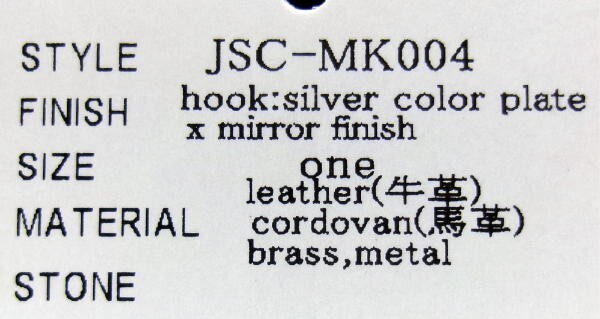 STYLE JSC-MK004
FINISH hook:silver color plate
x mirror finish
SIZE one
leather(牛革)
MATERIAL cordovan(馬革)
brass,metal
STONE